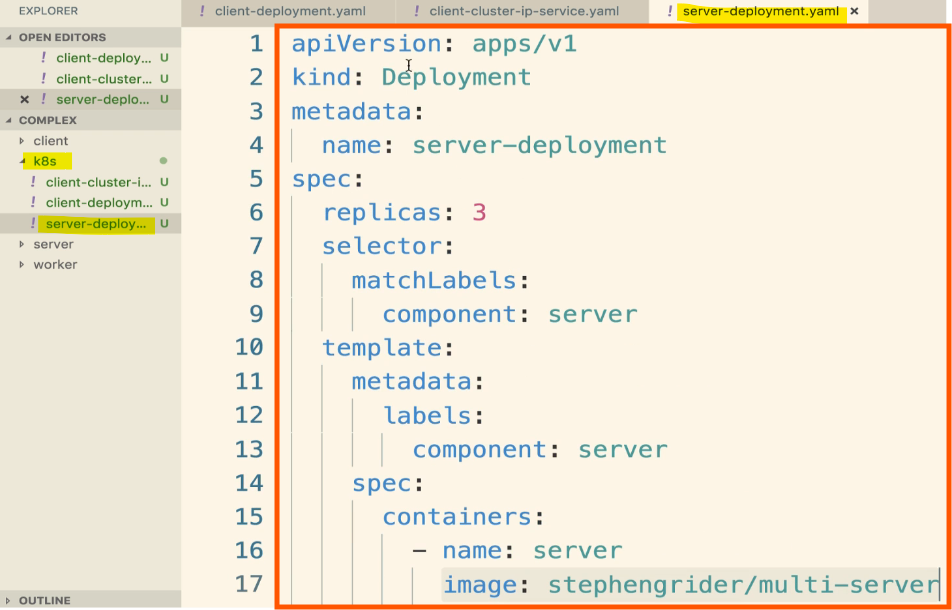 EXPLORER
OPEN EDITORS
! client-deploy... U
! client-cluster... U
× ! server-deplo... U
COMPLEX
client
k8s
! client-cluster-i... U
! client-deploym... U
! server-deploy... U
server
worker
OUTLINE
! client-deployment.yaml ! client-cluster-ip-service.yaml ! server-deployment.yaml ×
1 apiVersion: apps/v1
2 kind: Deployment
3 metadata:
4   name: server-deployment
5 spec:
6   replicas: 3
7   selector:
8     matchLabels:
9       component: server
10   template:
11     metadata:
12       labels:
13         component: server
14     spec:
15       containers:
16         - name: server
17           image: stephengrider/multi-server